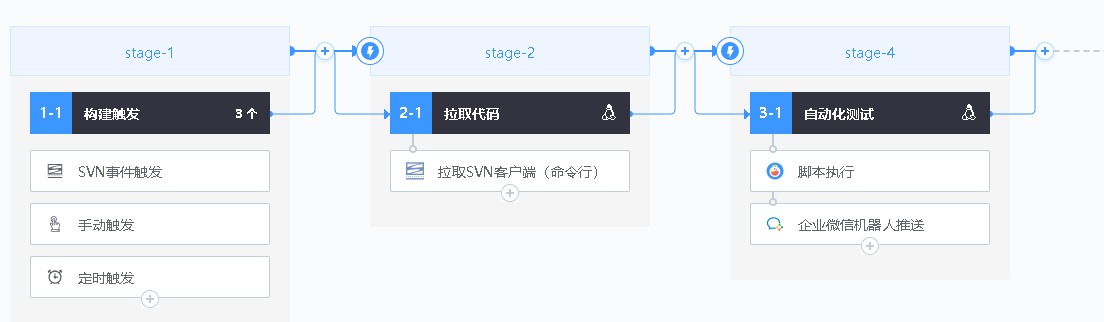 stage-1
1-1 构建触发 3 个
SVN事件触发
手动触发
定时触发
stage-2
2-1 拉取代码
拉取SVN客户端（命令行）
stage-4
3-1 自动化测试
脚本执行
企业微信机器人推送